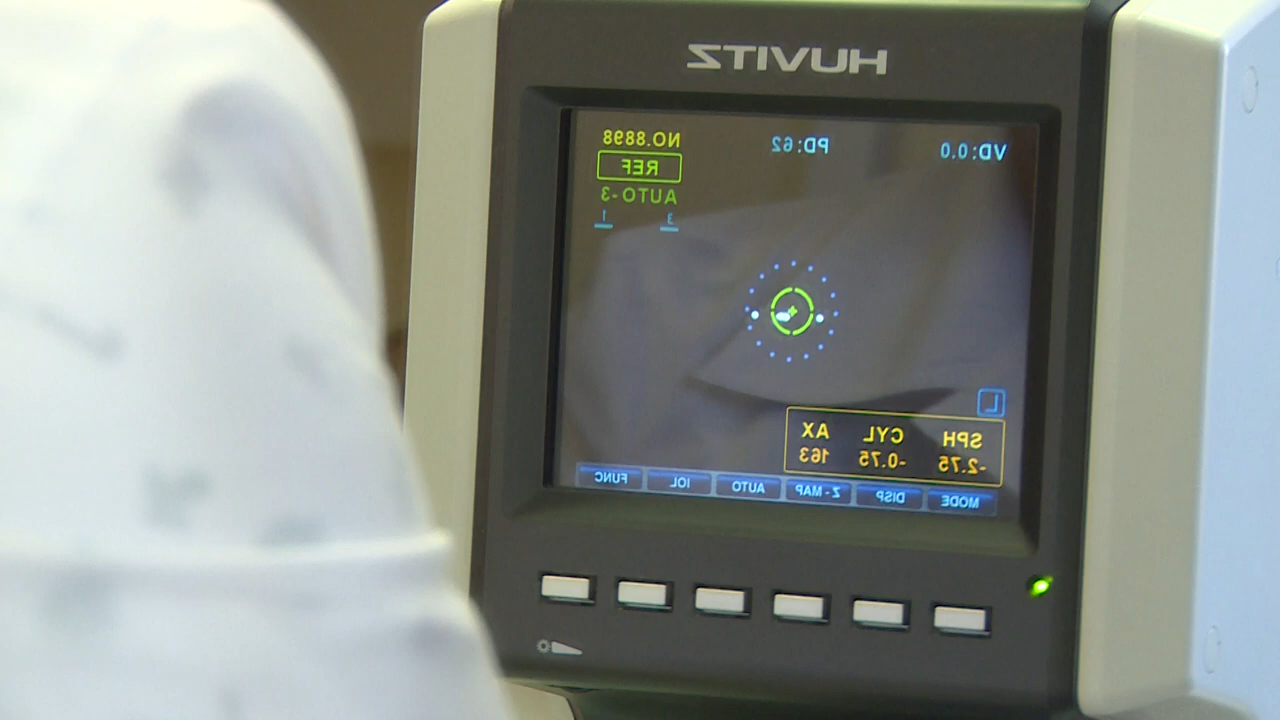 HUVITZ
VD:0.0 PD:62 NO.8898
REF
AUTO-3
3 1
L
SPH CYL AX
-2.75 -0.75 163
MODE DISP Z-MAP AUTO IOL FUNC